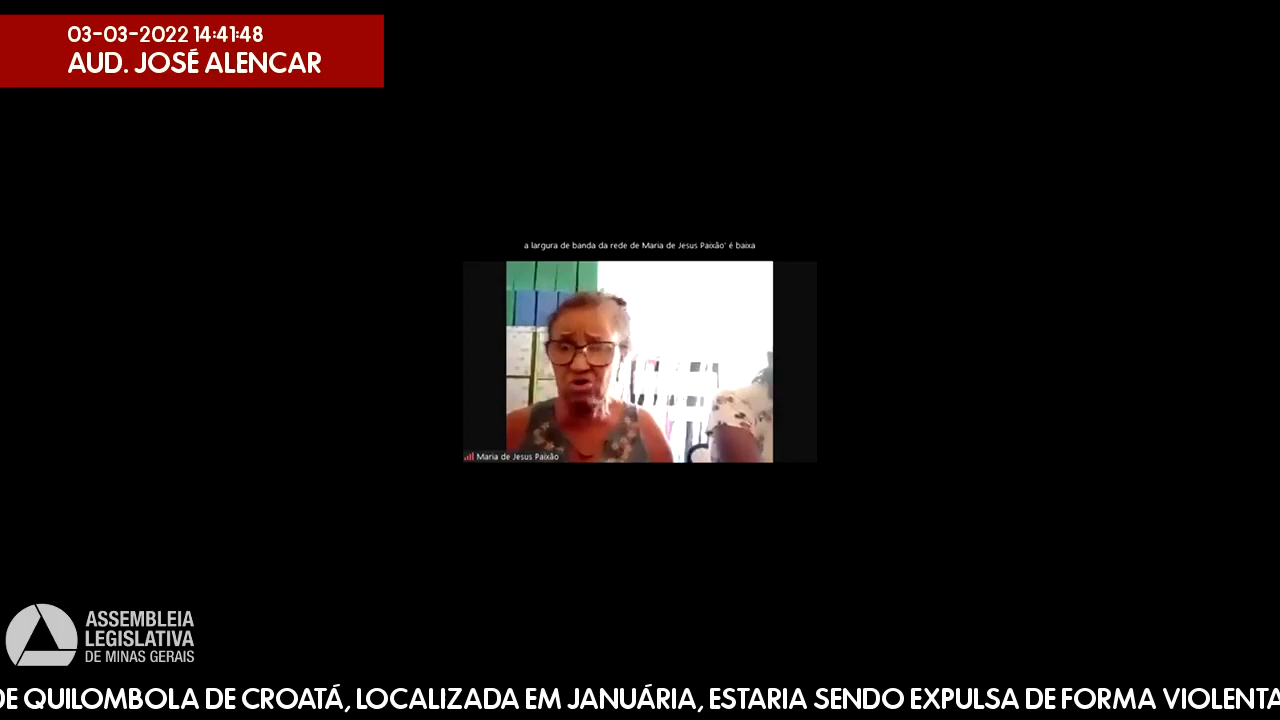 03-03-2022 14:41:48
AUD. JOSÉ ALENCAR
a largura de banda da rede de Maria de Jesus Paixão' é baixa
Maria de Jesus Paixão
ASSEMBLEIA
LEGISLATIVA
DE MINAS GERAIS
DE QUILOMBOLA DE CROATÁ, LOCALIZADA EM JANUÁRIA, ESTARIA SENDO EXPULSA DE FORMA VIOLENTA